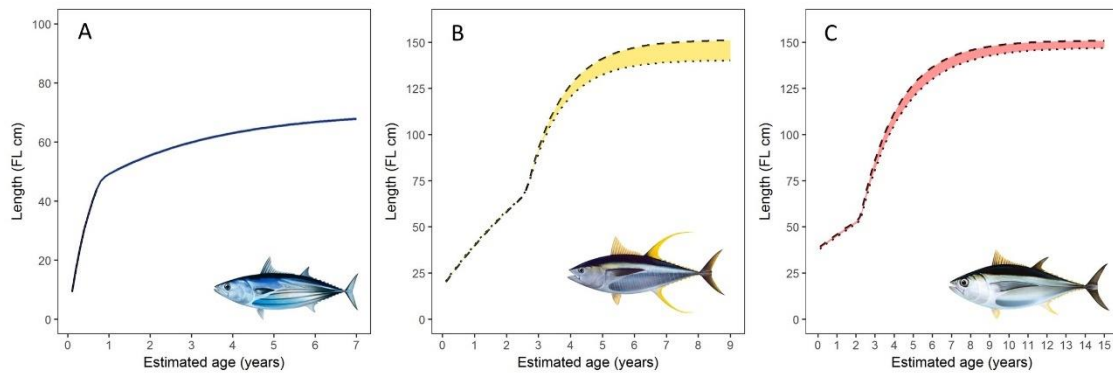 A
Length (FL cm)
100
80
60
40
20
0
0 1 2 3 4 5 6 7
Estimated age (years)
B
Length (FL cm)
150
125
100
75
50
25
0
0 1 2 3 4 5 6 7 8 9
Estimated age (years)
C
Length (FL cm)
150
125
100
75
50
25
0
0 1 2 3 4 5 6 7 8 9 10 11 12 13 14 15
Estimated age (years)